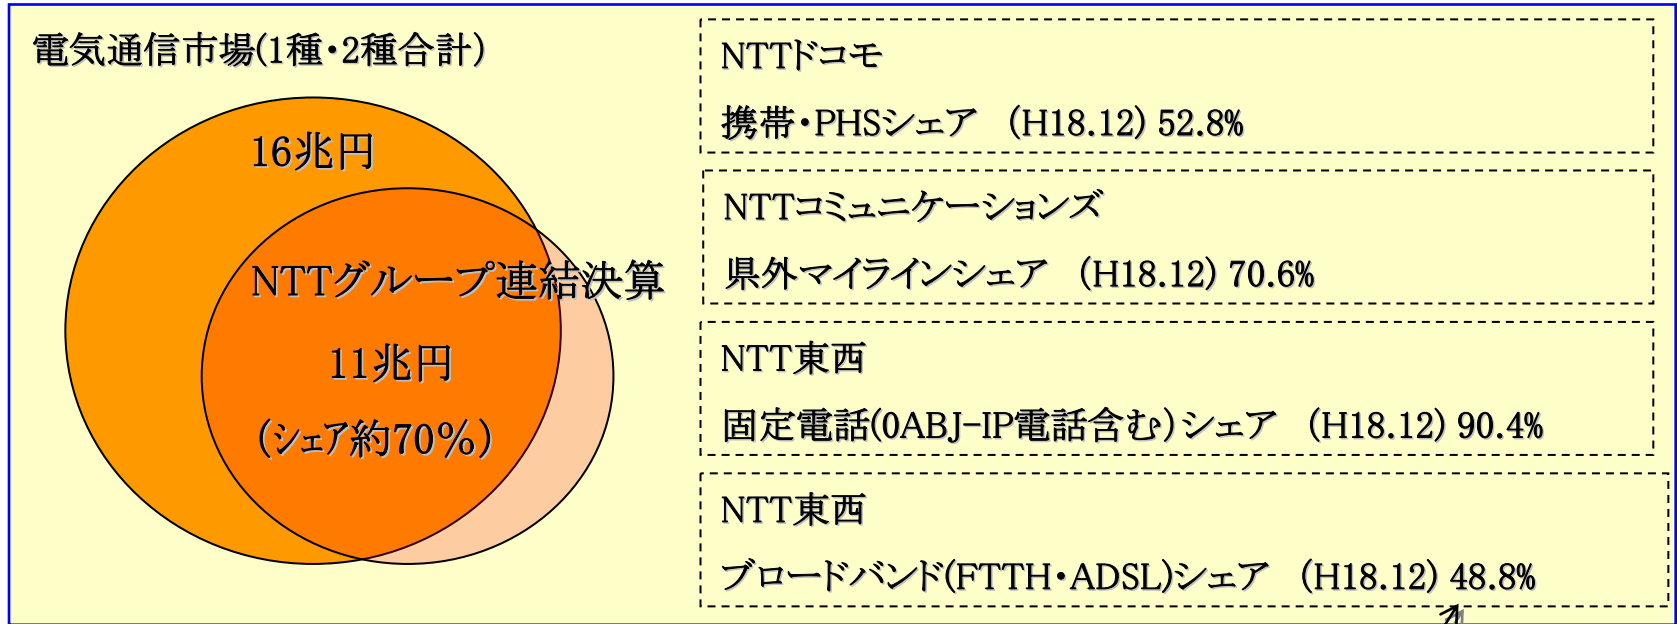 電気通信市場(1種・2種合計)
16兆円
NTTグループ連結決算
11兆円
(シェア約70%)
NTTドコモ
携帯・PHSシェア (H18.12) 52.8%
NTTコミュニケーションズ
県外マイラインシェア (H18.12) 70.6%
NTT東西
固定電話(0ABJ-IP電話含む)シェア (H18.12) 90.4%
NTT東西
ブロードバンド(FTTH・ADSL)シェア (H18.12) 48.8%